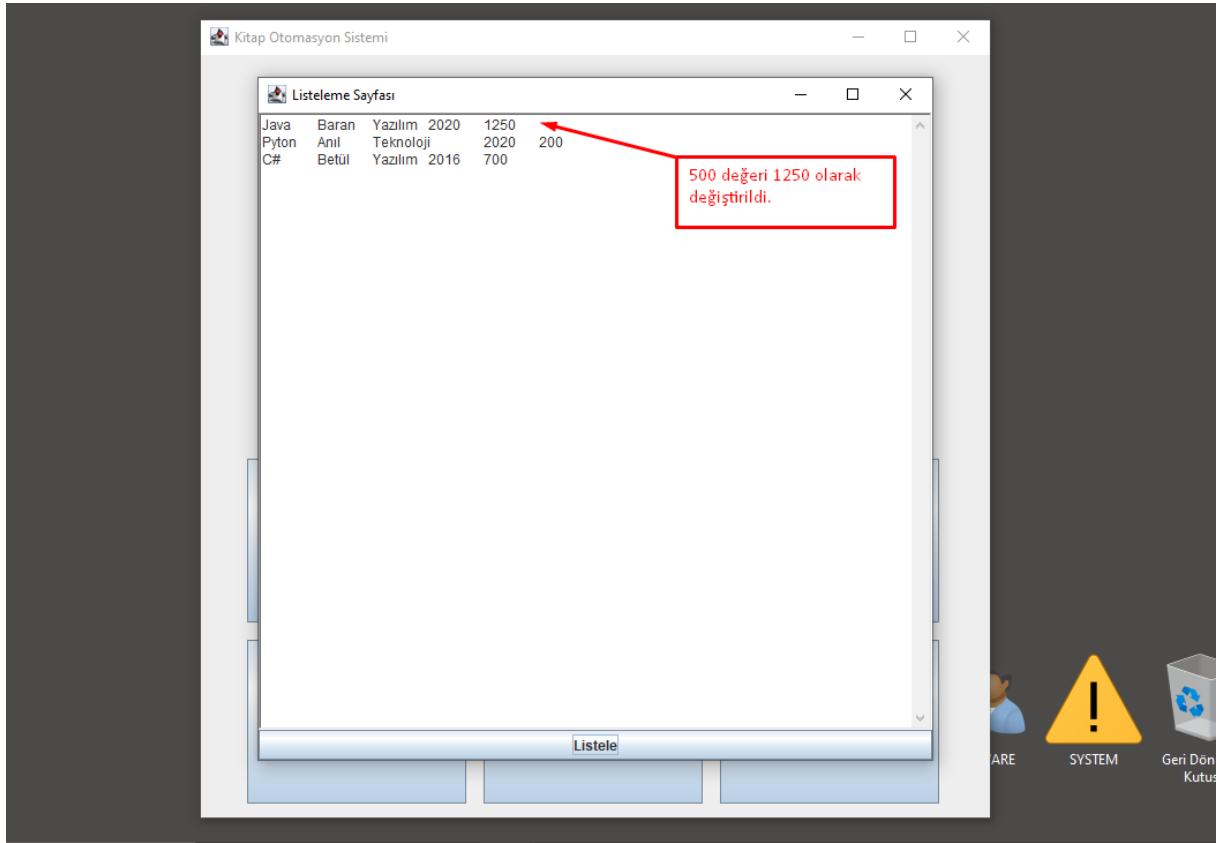 Kitap Otomasyon Sistemi
Listeleme Sayfası
Java Baran Yazılım 2020 1250
Pyton Anıl Teknoloji 2020 200
C# Betül Yazılım 2016 700
500 değeri 1250 olarak
değiştirildi.
Listele
ARE SYSTEM Geri Dön
Kutus